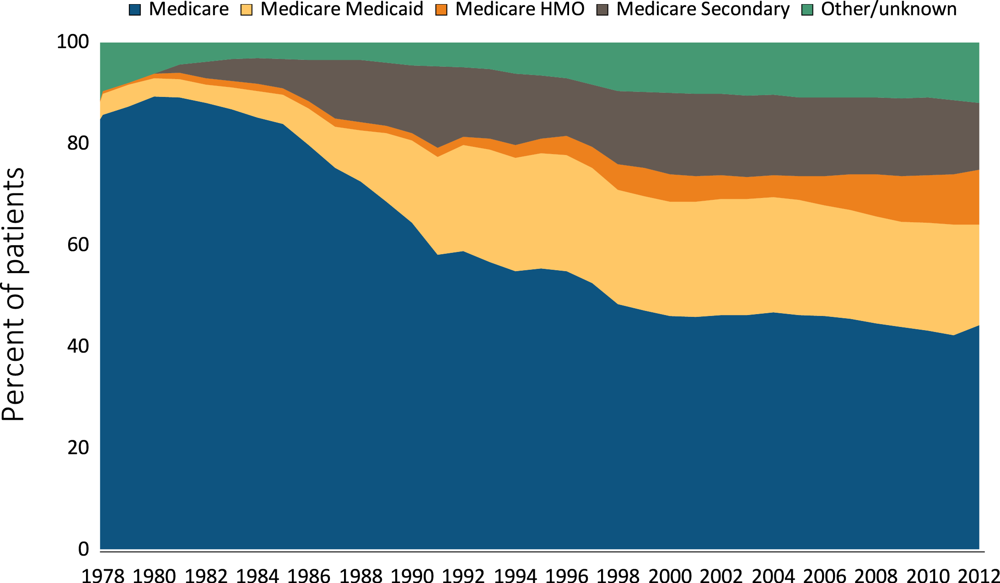 Medicare Medicare Medicaid Medicare HMO Medicare Secondary Other/unknown
Percent of patients
100
80
60
40
20
0
1978 1980 1982 1984 1986 1988 1990 1992 1994 1996 1998 2000 2002 2004 2006 2008 2010 2012